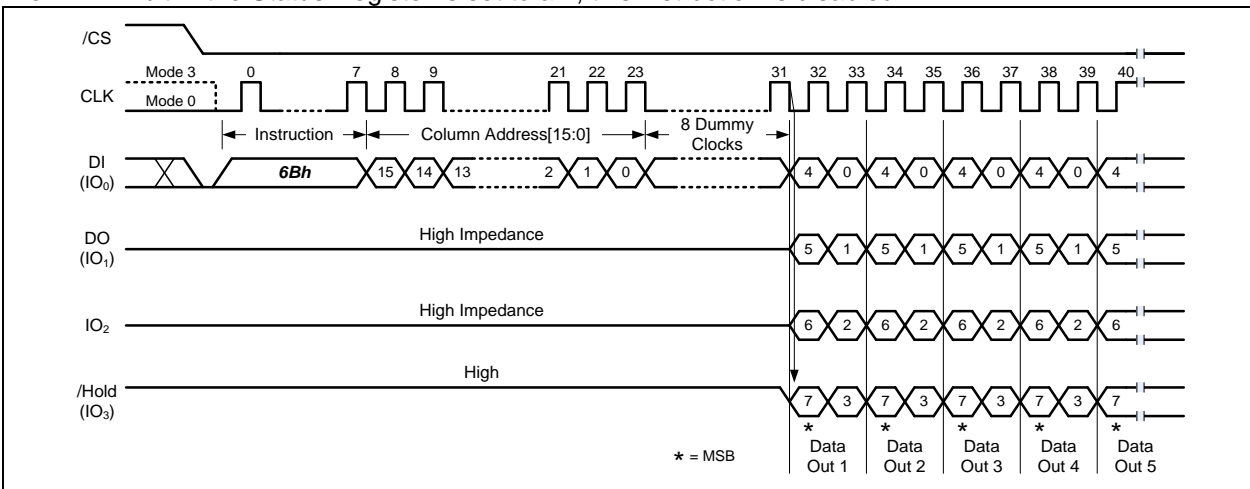 /CS
Mode 3 0 7 8 9 21 22 23 31 32 33 34 35 36 37 38 39 40
CLK
Mode 0
Instruction Column Address[15:0] 8 Dummy
Clocks
DI
(IO₀)
6Bh 15 14 13 2 1 0 4 0 4 0 4 0 4 0 4
DO
(IO₁)
High Impedance 5 1 5 1 5 1 5 1 5
IO₂ High Impedance 6 2 6 2 6 2 6 2 6
High
/Hold
(IO₃)
7 3 7 3 7 3 7 3 7
* * * * *
* = MSB
Data
Out 1
Data
Out 2
Data
Out 3
Data
Out 4
Data
Out 5